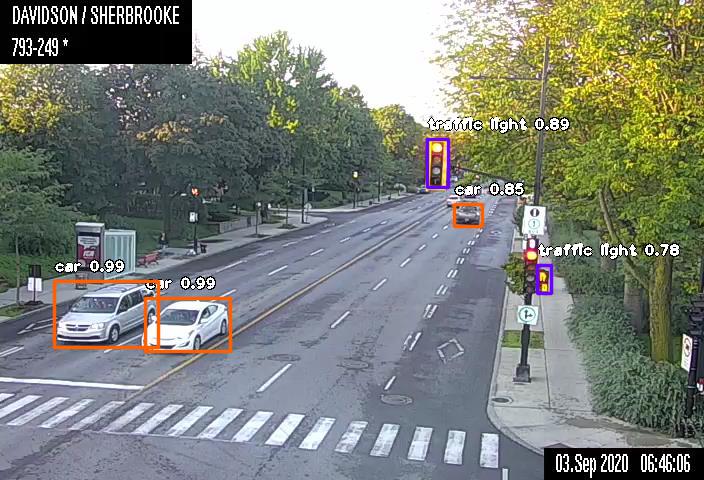 DAVIDSON / SHERBROOKE
793-249 *
traffic light 0.89
car 0.85
traffic light 0.78
car 0.99
car 0.99
03.Sep 2020 06:46:06